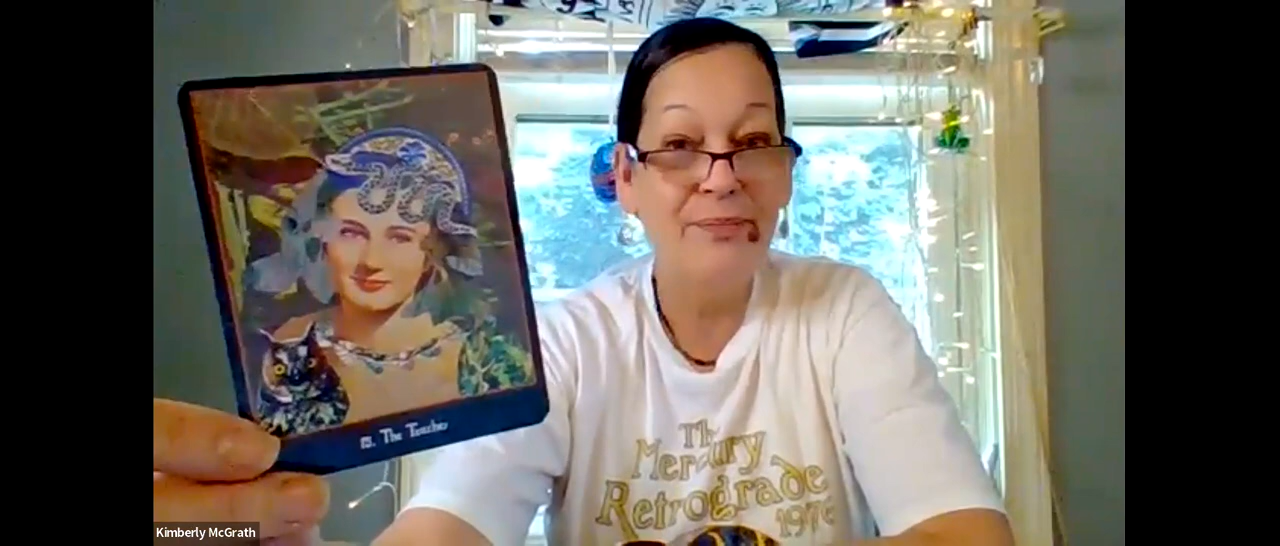 15. The Teacher
The
Mercury
Retrograde
1976
Kimberly McGrath